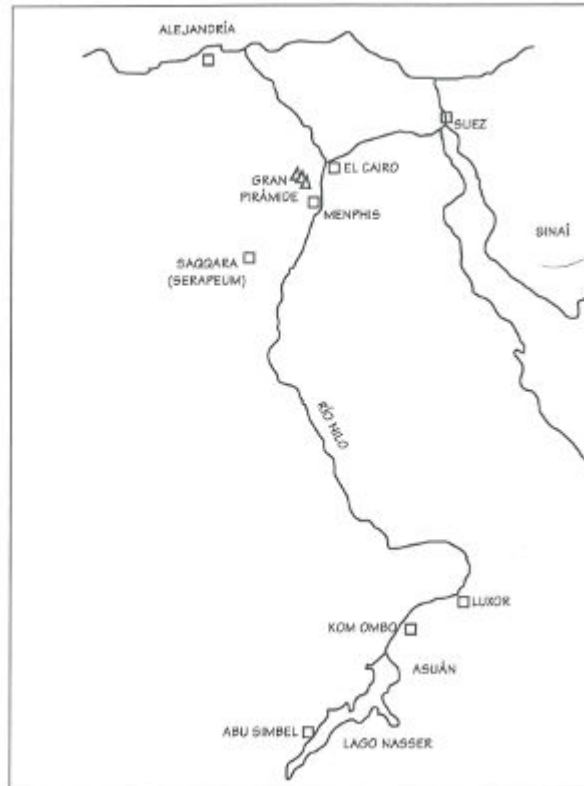 ALEJANDRÍA
SUEZ
EL CAIRO
GRAN
PIRÁMIDE
MENPHIS
SINAÍ
SAQQARA
(SERAPEUM)
RÍO NILO
LUXOR
KOM OMBO
ASUÁN
ABU SIMBEL
LAGO NASSER